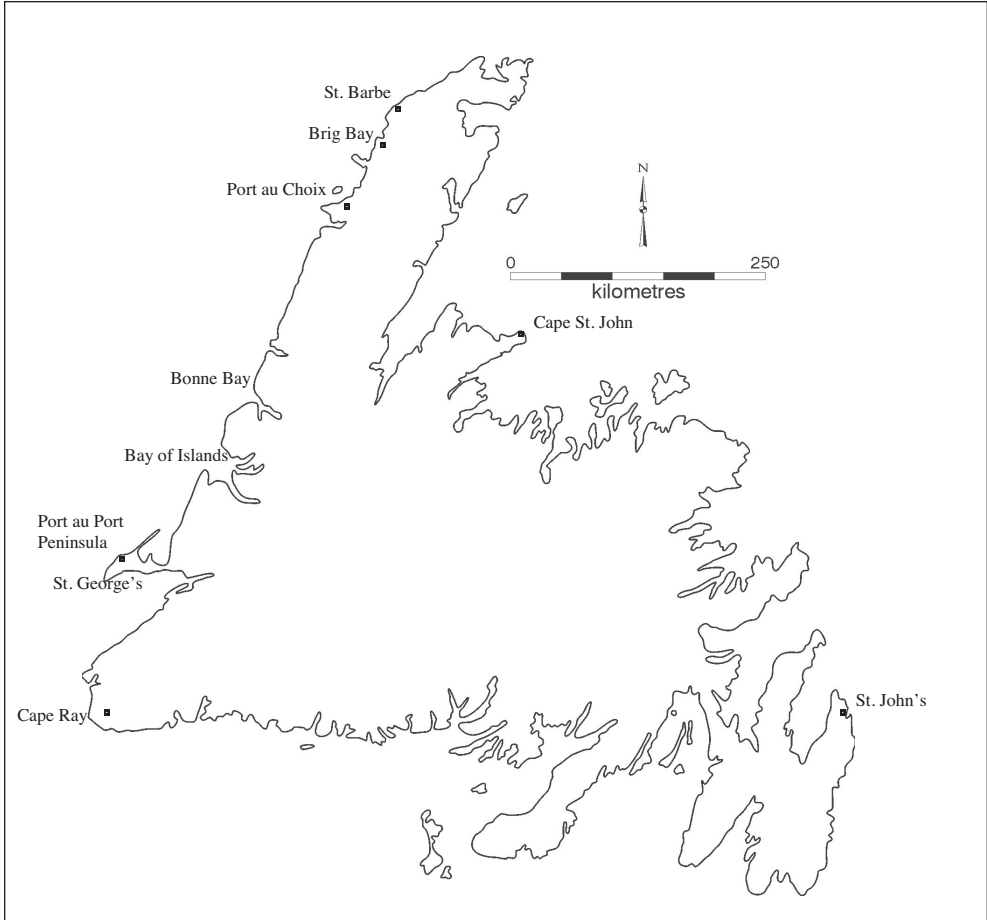 St. Barbe
Brig Bay
Port au Choix
N
0 250
kilometres
Cape St. John
Bonne Bay
Bay of Islands
Port au Port
Peninsula
St. George's
Cape Ray
St. John's